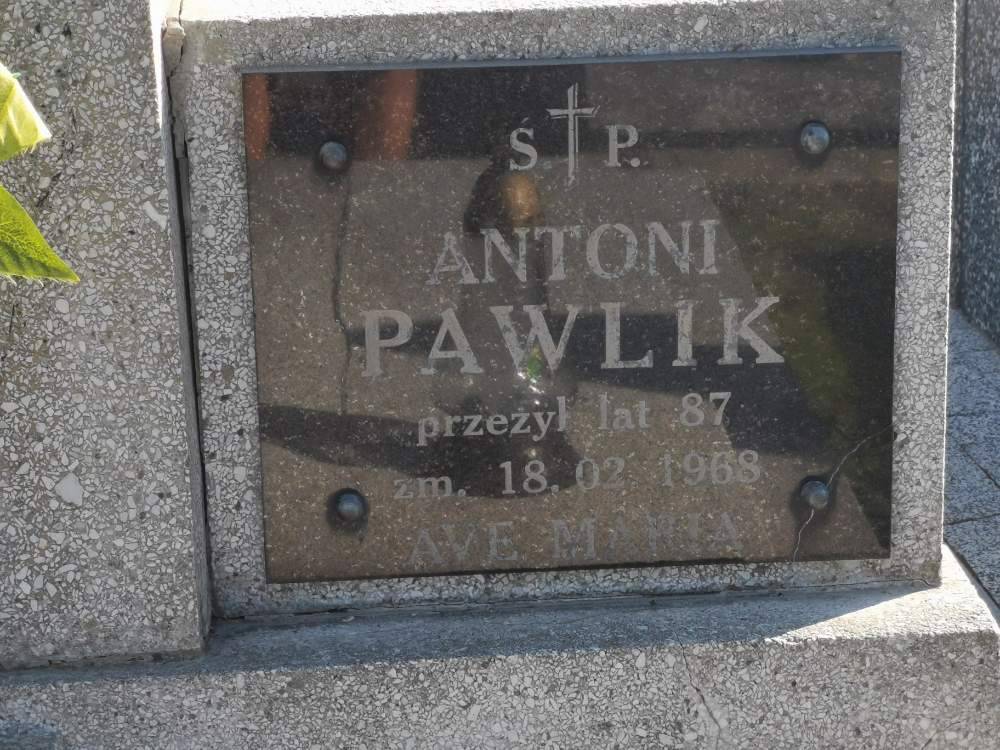 Ś. P.
ANTONI
PAWLIK
przeżył lat 87
zm. 18.02 1968
AVE MARIA